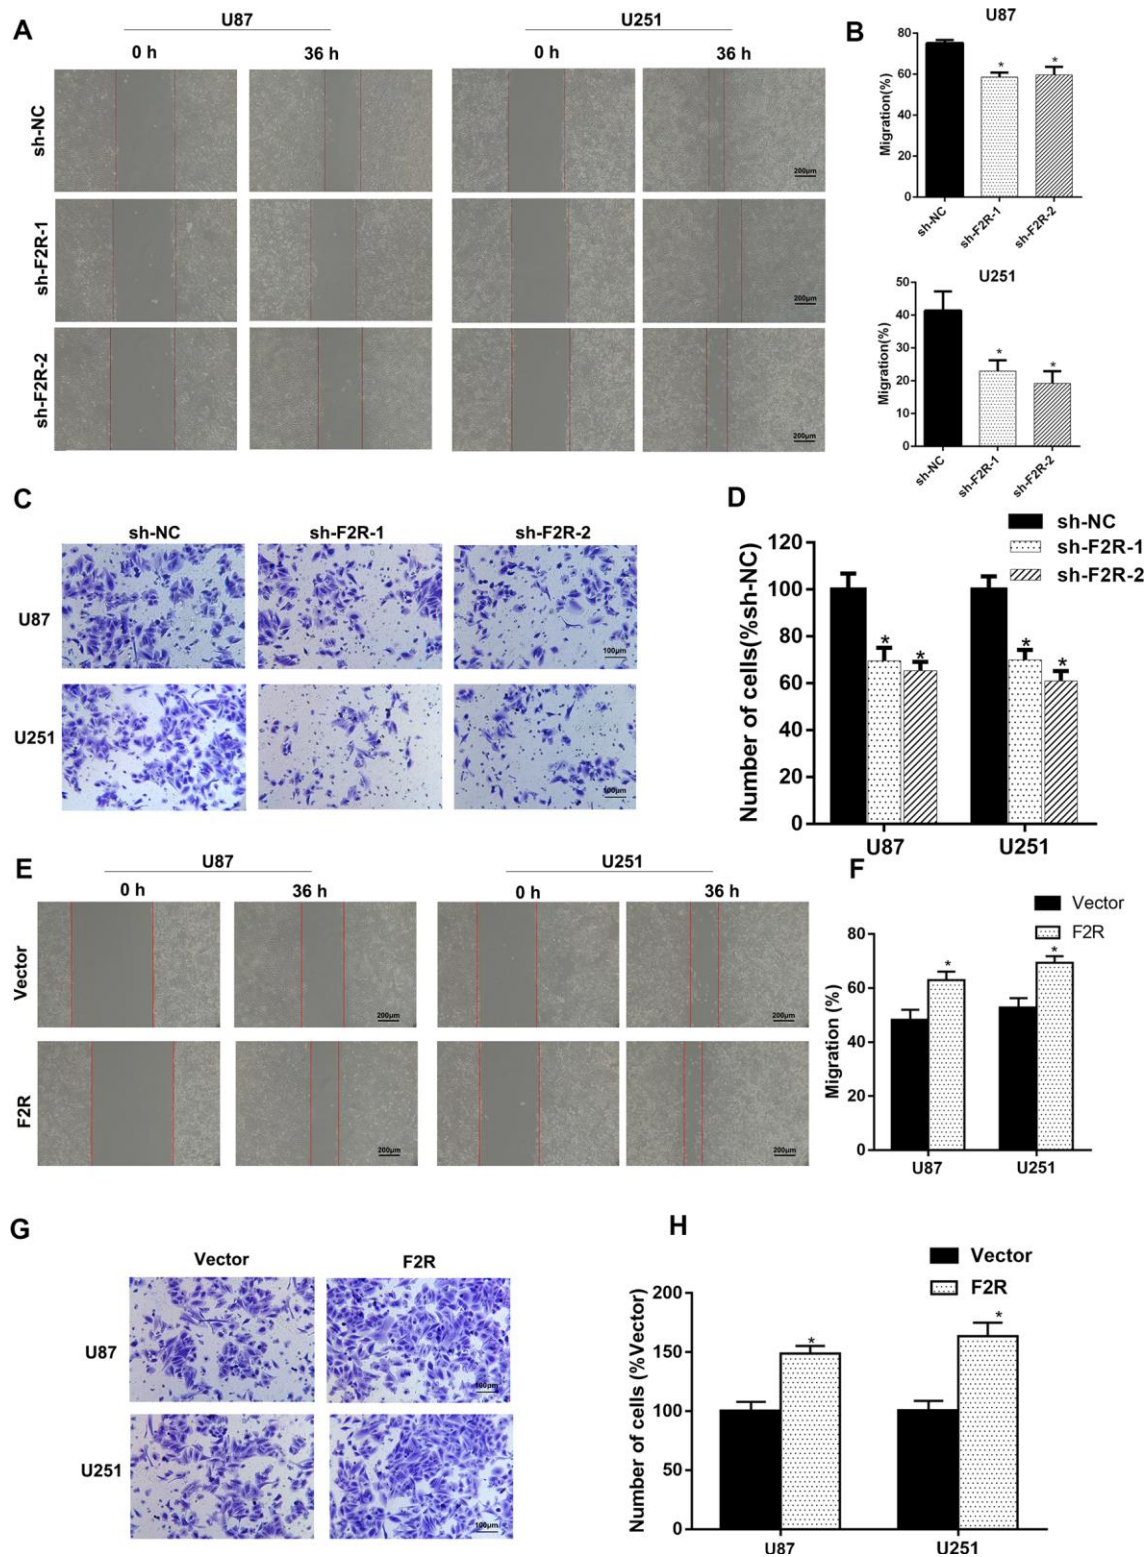 A
U87
U251
0 h
36 h
0 h
36 h
sh-NC
200μm
sh-F2R-1
200μm
sh-F2R-2
200μm
B
U87
Migration(%)
80
60
40
20
0
sh-NC
sh-F2R-1
sh-F2R-2
*
*
U251
Migration(%)
50
40
30
20
10
0
sh-NC
sh-F2R-1
sh-F2R-2
*
*
C
sh-NC
sh-F2R-1
sh-F2R-2
U87
100μm
U251
100μm
D
sh-NC
sh-F2R-1
sh-F2R-2
Number of cells(%sh-NC)
120
100
80
60
40
20
0
*
*
*
*
U87
U251
E
U87
U251
0 h
36 h
0 h
36 h
Vector
200μm
200μm
F2R
200μm
200μm
F
Vector
F2R
Migration (%)
80
60
40
20
0
*
*
U87
U251
G
Vector
F2R
U87
100μm
U251
100μm
H
Vector
F2R
Number of cells (%Vector)
200
150
100
50
0
*
*
U87
U251